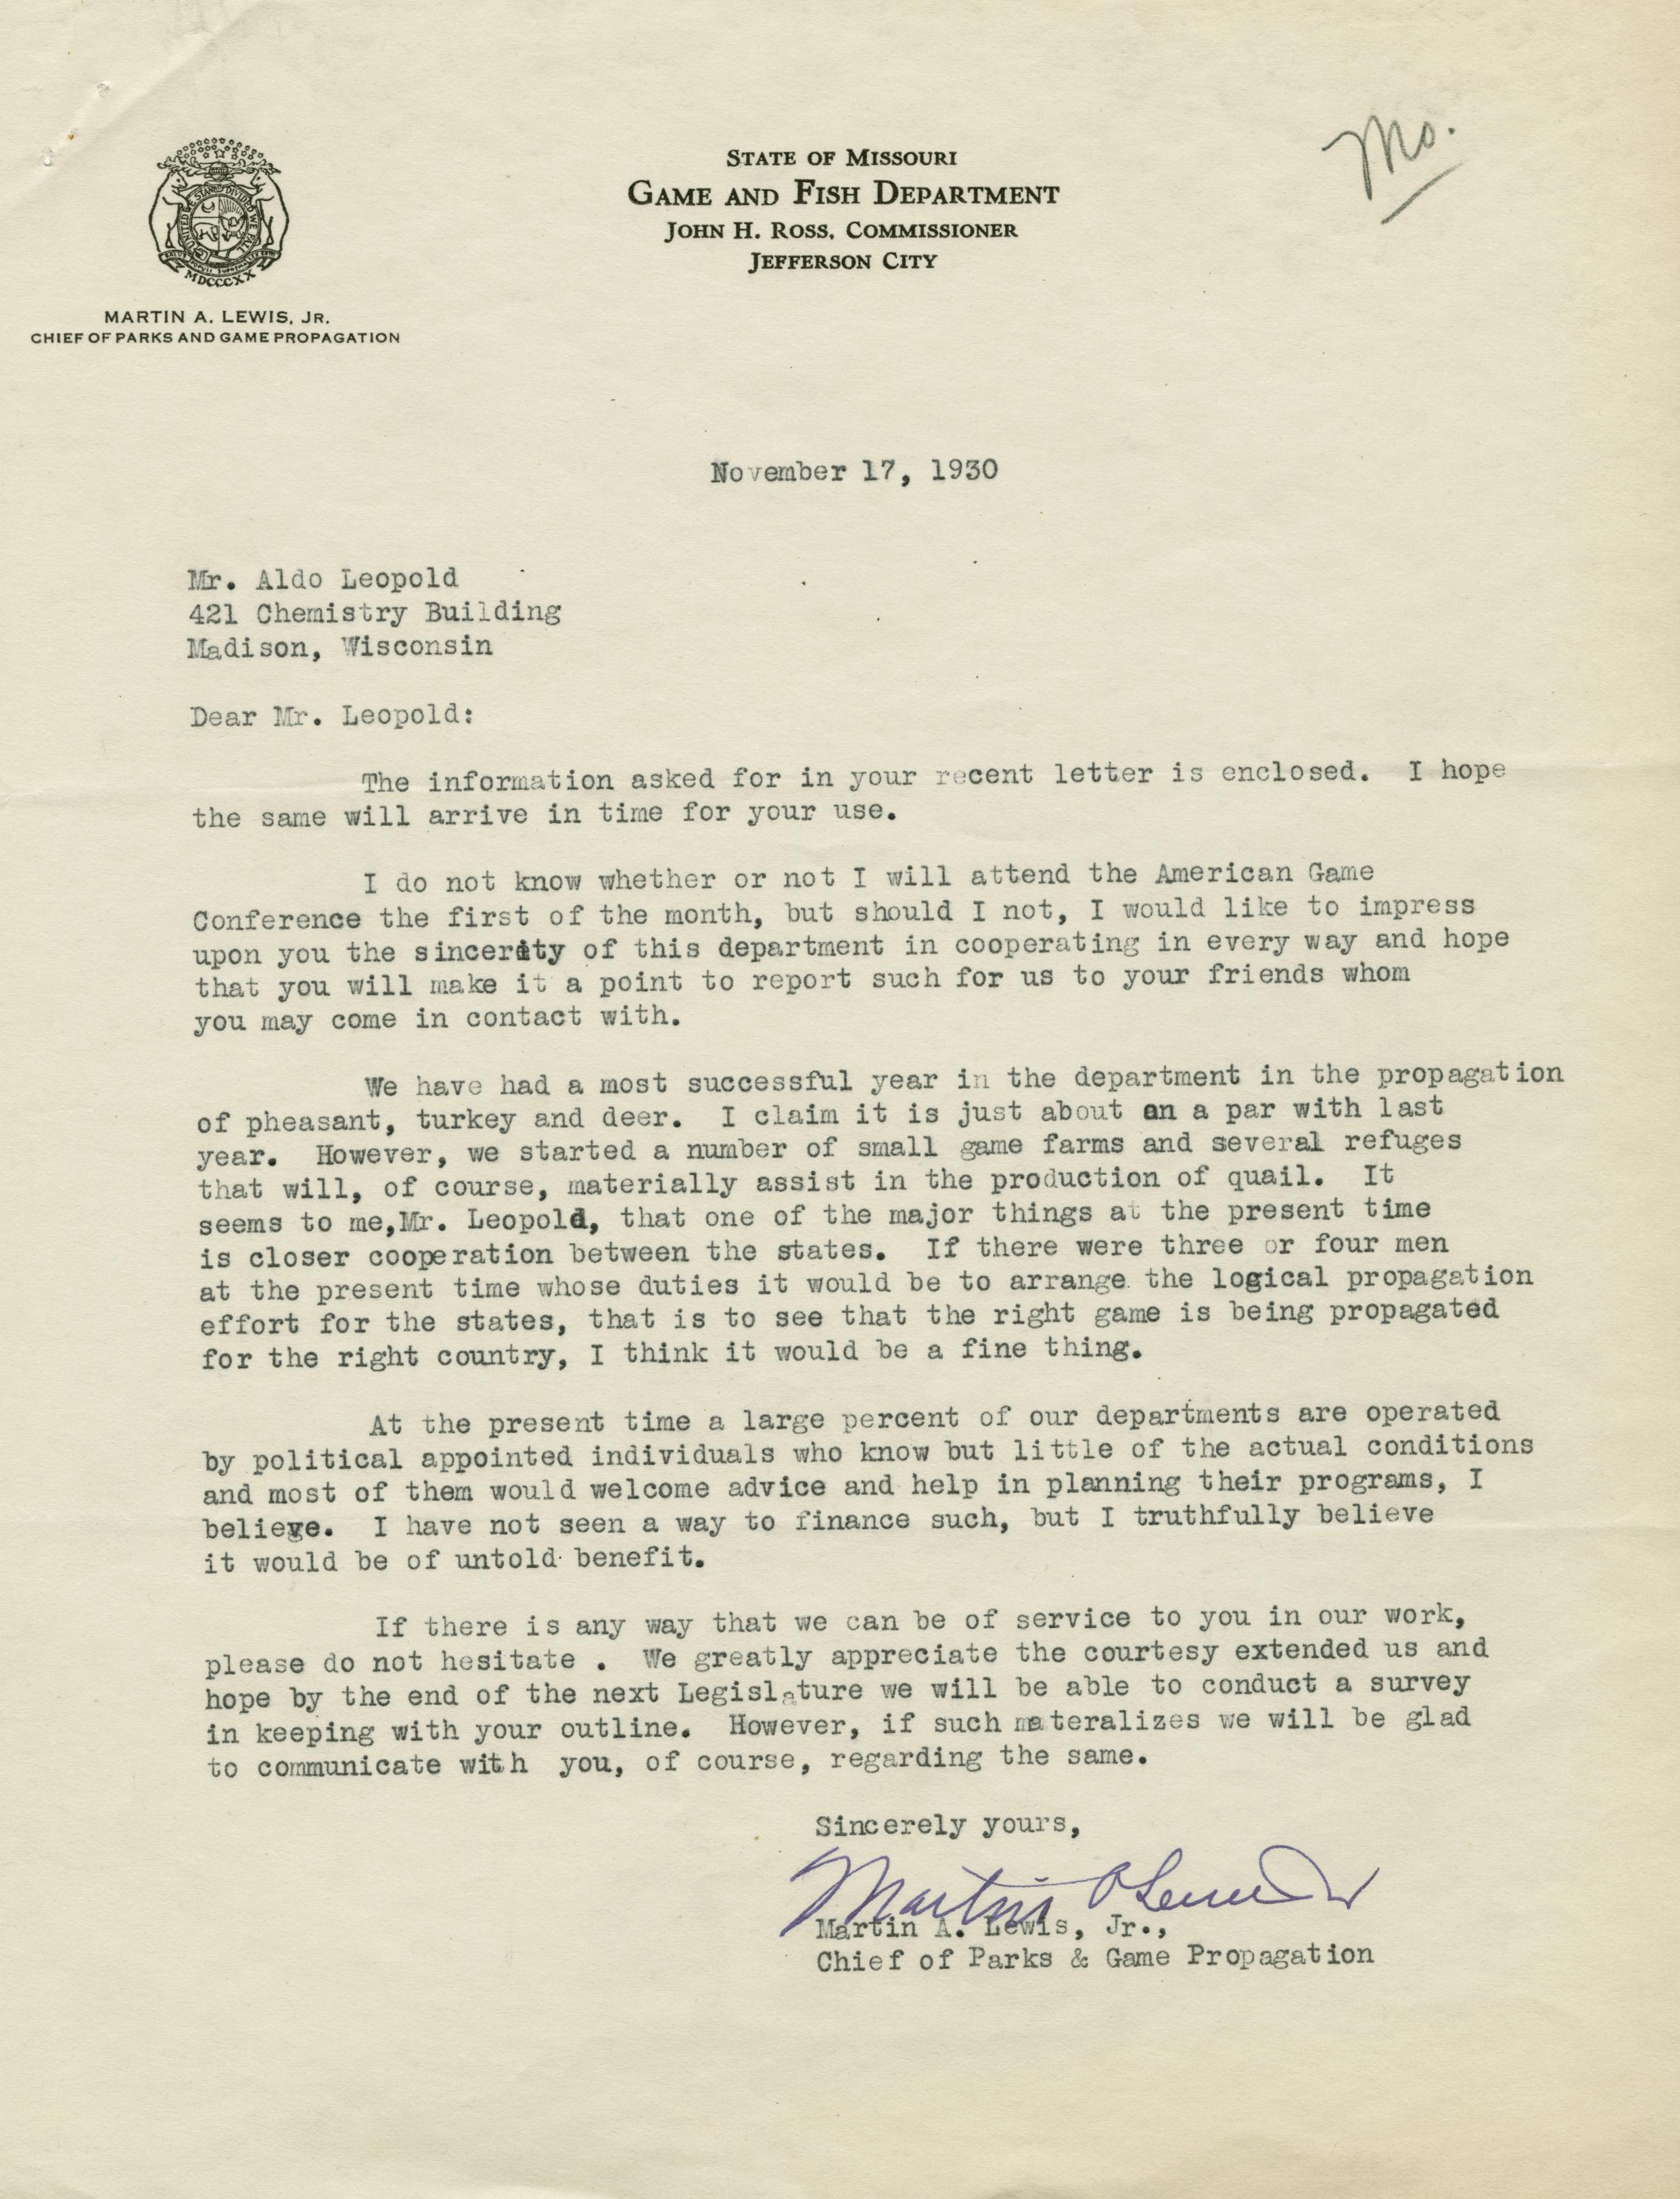 Mo.
STATE OF MISSOURI
GAME AND FISH DEPARTMENT
JOHN H. ROSS, COMMISSIONER
JEFFERSON CITY
UNITED WE STAND DIVIDED WE FALL
MDCCCXX
MARTIN A. LEWIS, JR.
CHIEF OF PARKS AND GAME PROPAGATION
November 17, 1930
Mr. Aldo Leopold
421 Chemistry Building
Madison, Wisconsin
Dear Mr. Leopold:
The information asked for in your recent letter is enclosed. I hope
the same will arrive in time for your use.
I do not know whether or not I will attend the American Game
Conference the first of the month, but should I not, I would like to impress
upon you the sincerity of this department in cooperating in every way and hope
that you will make it a point to report such for us to your friends whom
you may come in contact with.
We have had a most successful year in the department in the propagation
of pheasant, turkey and deer. I claim it is just about on a par with last
year. However, we started a number of small game farms and several refuges
that will, of course, materially assist in the production of quail. It
seems to me,Mr. Leopold, that one of the major things at the present time
is closer cooperation between the states. If there were three or four men
at the present time whose duties it would be to arrange the logical propagation
effort for the states, that is to see that the right game is being propagated
for the right country, I think it would be a fine thing.
At the present time a large percent of our departments are operated
by political appointed individuals who know but little of the actual conditions
and most of them would welcome advice and help in planning their programs, I
believe. I have not seen a way to finance such, but I truthfully believe
it would be of untold benefit.
If there is any way that we can be of service to you in our work,
please do not hesitate . We greatly appreciate the courtesy extended us and
hope by the end of the next Legislature we will be able to conduct a survey
in keeping with your outline. However, if such materalizes we will be glad
to communicate with you, of course, regarding the same.
Sincerely yours,
Martin A Lewis Jr
Martin A. Lewis, Jr.,
Chief of Parks & Game Propagation